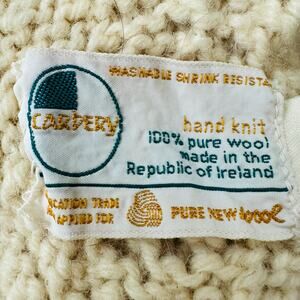 WASHABLE SHRINK RESISTA
CARBERY
hand knit
100% pure wool
made in the
Republic of Ireland
CATION TRADE
APPLIED FOR
PURE NEW WOOL